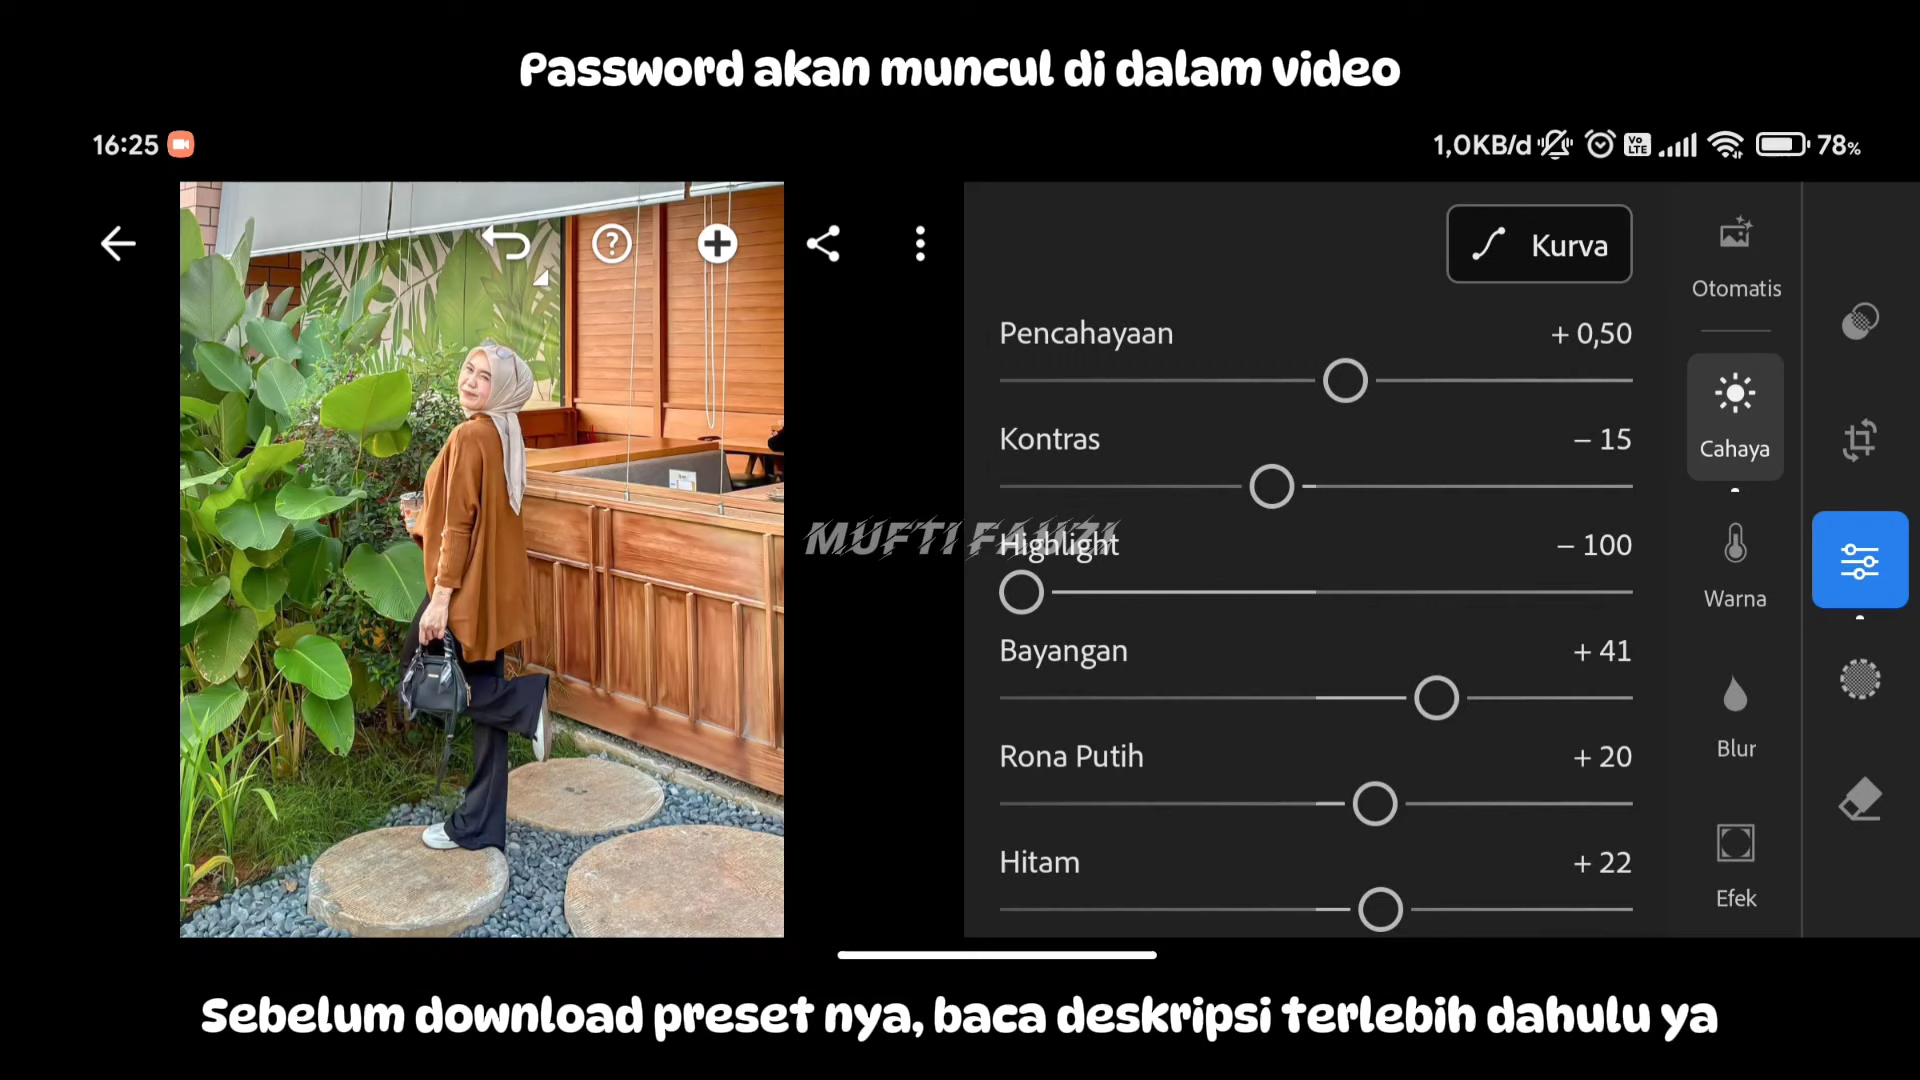 Password akan muncul di dalam video
16:25
1,0KB/d Vo LTE 78%
Kurva
Otomatis
Pencahayaan + 0,50
Kontras – 15
Cahaya
MUFTI FAUZI
Highlight – 100
Warna
Bayangan + 41
Blur
Rona Putih + 20
Hitam + 22
Efek
Sebelum download preset nya, baca deskripsi terlebih dahulu ya